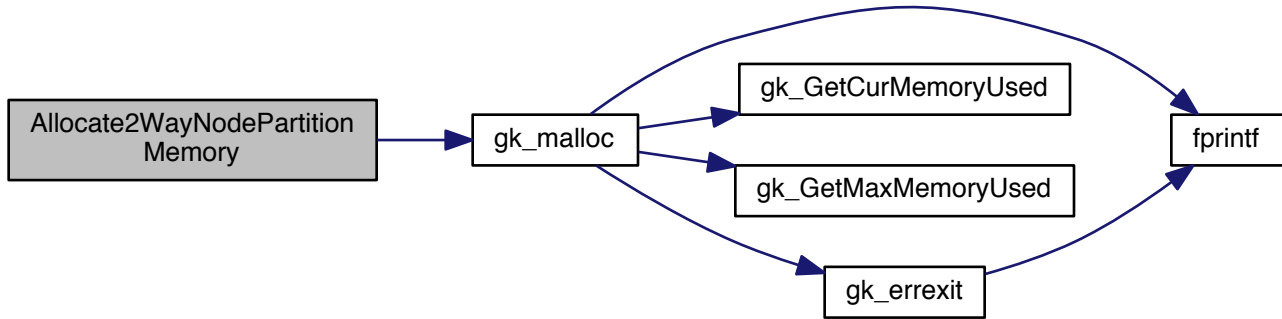 Allocate2WayNodePartition
Memory
gk_malloc
gk_GetCurMemoryUsed
gk_GetMaxMemoryUsed
gk_errexit
fprintf